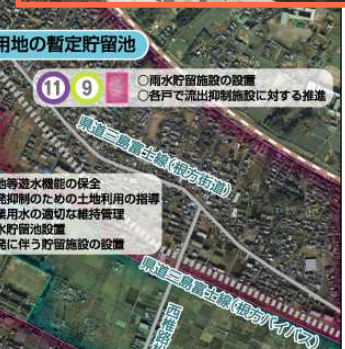 用地の暫定貯留池
11 9
○雨水貯留施設の設置
○各戸で流出抑制施設に対する推進
県道三島富士線(根方街道)
池等遊水機能の保全
発抑制のための土地利用の指導
業用水の適切な維持管理
水貯留池設置
発に伴う貯留施設の設置
県道三島富士線(根方バイパス)
西椎路